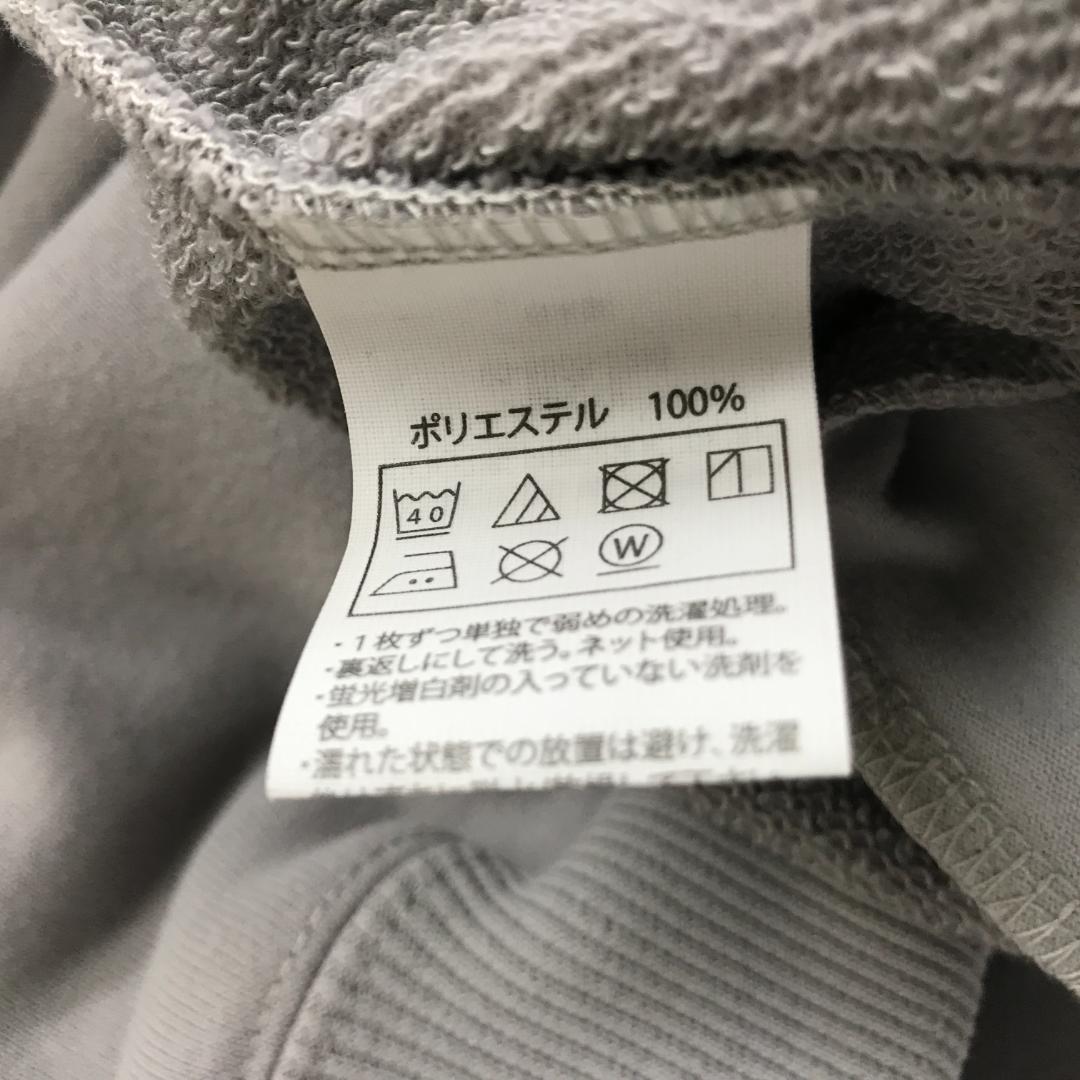 ポリエステル 100%
40
W
・1枚ずつ単独で弱めの洗濯処理。
・裏返しにして洗う。ネット使用。
・蛍光増白剤の入っていない洗剤を
使用。
・濡れた状態での放置は避け、洗濯